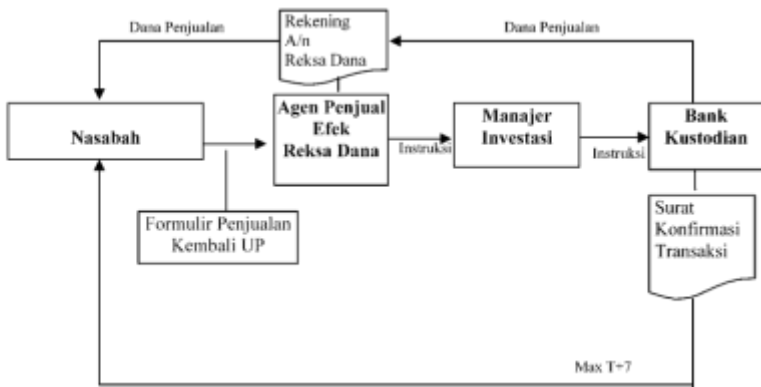 Dana Penjualan
Rekening
A/n
Reksa Dana
Dana Penjualan
Nasabah
Agen Penjual
Efek
Reksa Dana
Instruksi
Manajer
Investasi
Instruksi
Bank
Kustodian
Formulir Penjualan
Kembali UP
Surat
Konfirmasi
Transaksi
Max T+7